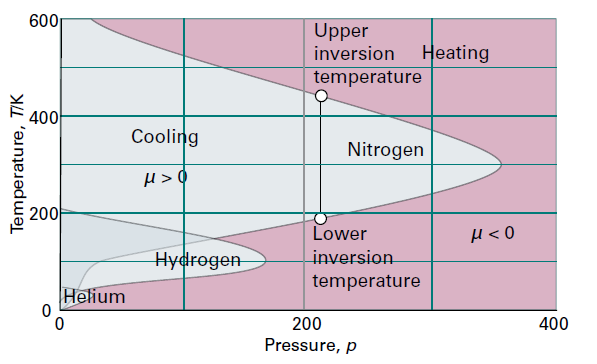 600
Upper
inversion
temperature
Heating
400
Cooling
Nitrogen
μ > 0
200
Lower
inversion
temperature
μ < 0
Hydrogen
Helium
0
0
200
400
Temperature, T/K
Pressure, p